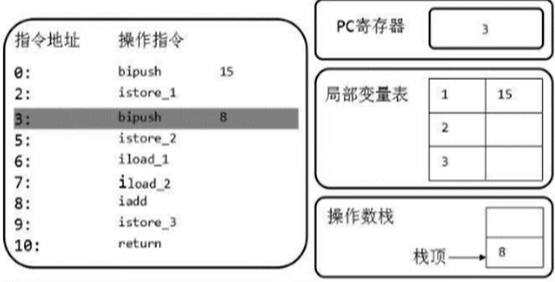 指令地址 操作指令
0: bipush 15
2: istore_1
3: bipush 8
5: istore_2
6: iload_1
7: iload_2
8: iadd
9: istore_3
10: return
PC寄存器 3
局部变量表
1 15
2
3
操作数栈
栈顶 8